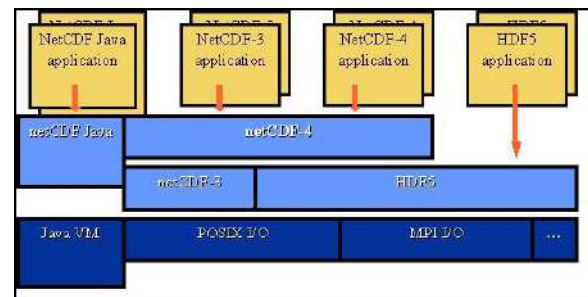 NetCDF Java
application
NetCDF-3
application
NetCDF-4
application
HDF5
application
netCDF Java
netCDF-4
netCDF-3
HDF5
Java VM
POSIX I/O
MPI I/O
...